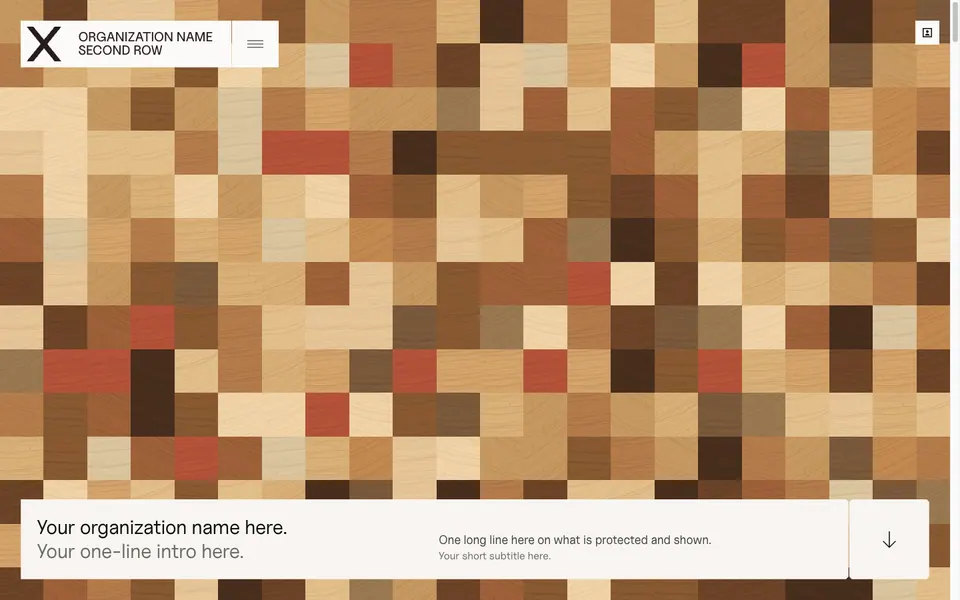 X
ORGANIZATION NAME
SECOND ROW
Your organization name here.
Your one-line intro here.
One long line here on what is protected and shown.
Your short subtitle here.